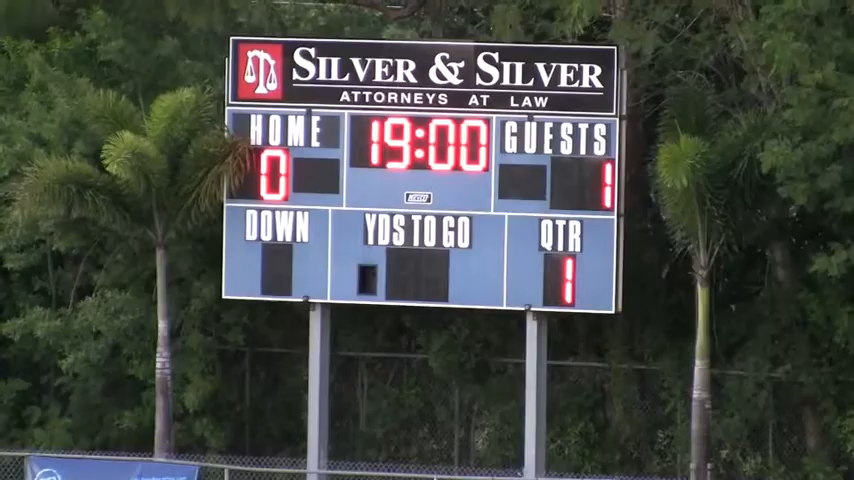 SILVER & SILVER
ATTORNEYS AT LAW
HOME 19:00 GUESTS
0 1
DOWN YDS TO GO QTR
1